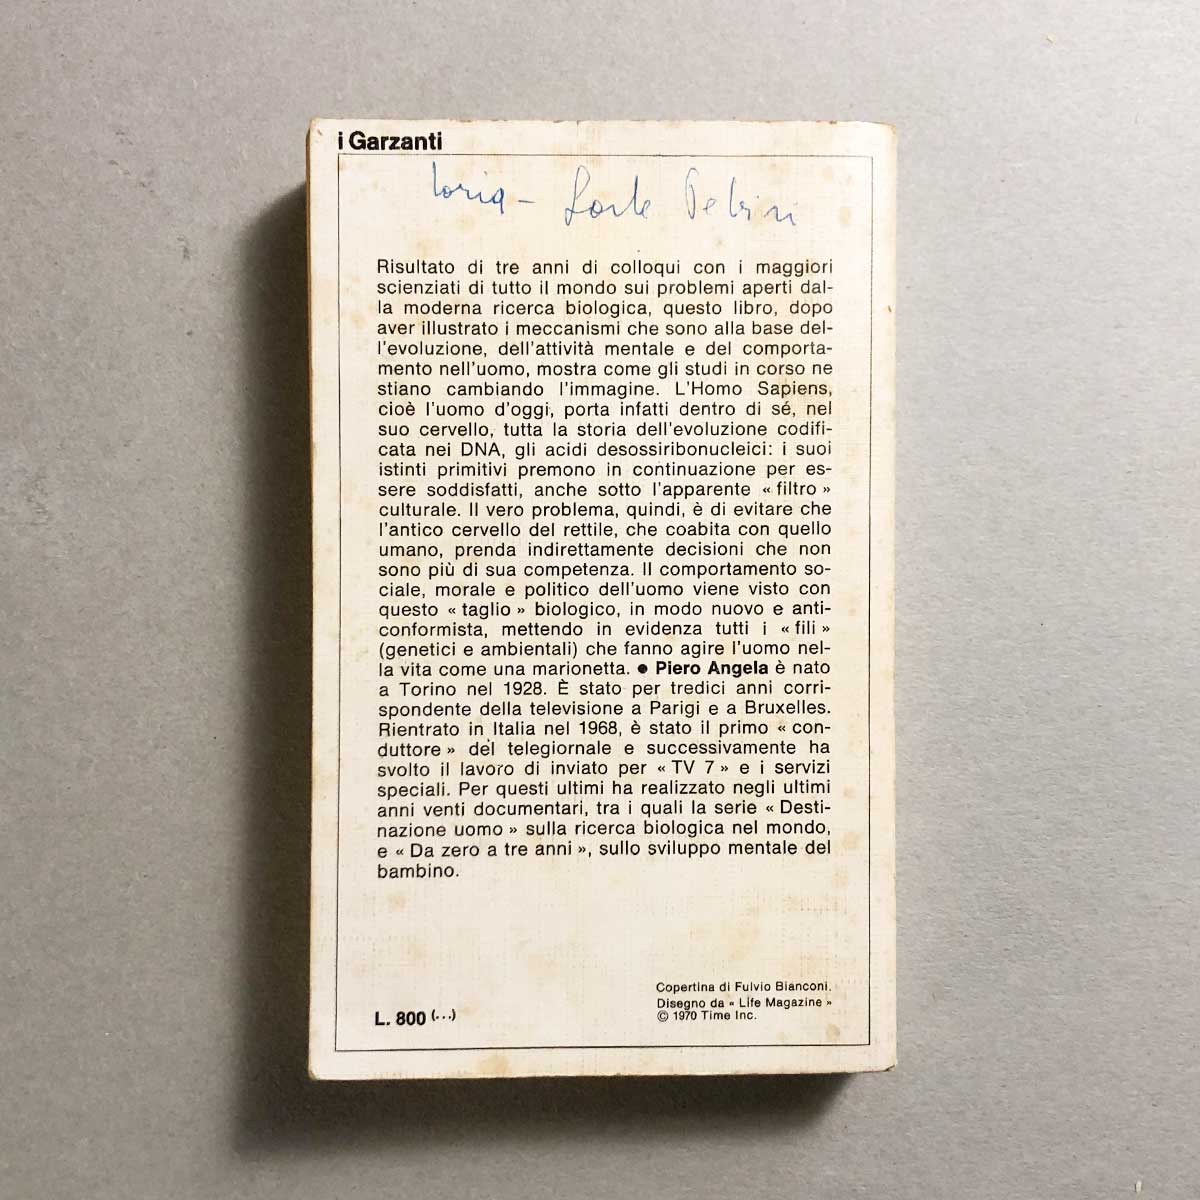 i Garzanti
Risultato di tre anni di colloqui con i maggiori
scienziati di tutto il mondo sui problemi aperti dal-
la moderna ricerca biologica, questo libro, dopo
aver illustrato i meccanismi che sono alla base del-
l'evoluzione, dell'attività mentale e del comporta-
mento nell'uomo, mostra come gli studi in corso ne
stiano cambiando l'immagine. L'Homo Sapiens,
cioè l'uomo d'oggi, porta infatti dentro di sé, nel
suo cervello, tutta la storia dell'evoluzione codifi-
cata nei DNA, gli acidi desossiribonucleici: i suoi
istinti primitivi premono in continuazione per es-
sere soddisfatti, anche sotto l'apparente « filtro »
culturale. Il vero problema, quindi, è di evitare che
l'antico cervello del rettile, che coabita con quello
umano, prenda indirettamente decisioni che non
sono più di sua competenza. Il comportamento so-
ciale, morale e politico dell'uomo viene visto con
questo « taglio » biologico, in modo nuovo e anti-
conformista, mettendo in evidenza tutti i « fili »
(genetici e ambientali) che fanno agire l'uomo nel-
la vita come una marionetta. ● Piero Angela è nato
a Torino nel 1928. È stato per tredici anni corri-
spondente della televisione a Parigi e a Bruxelles.
Rientrato in Italia nel 1968, è stato il primo « con-
duttore » del telegiornale e successivamente ha
svolto il lavoro di inviato per « TV 7 » e i servizi
speciali. Per questi ultimi ha realizzato negli ultimi
anni venti documentari, tra i quali la serie « Desti-
nazione uomo » sulla ricerca biologica nel mondo,
e « Da zero a tre anni », sullo sviluppo mentale del
bambino.
Copertina di Fulvio Bianconi.
Disegno da « Life Magazine »
© 1970 Time Inc.
L. 800 (...)